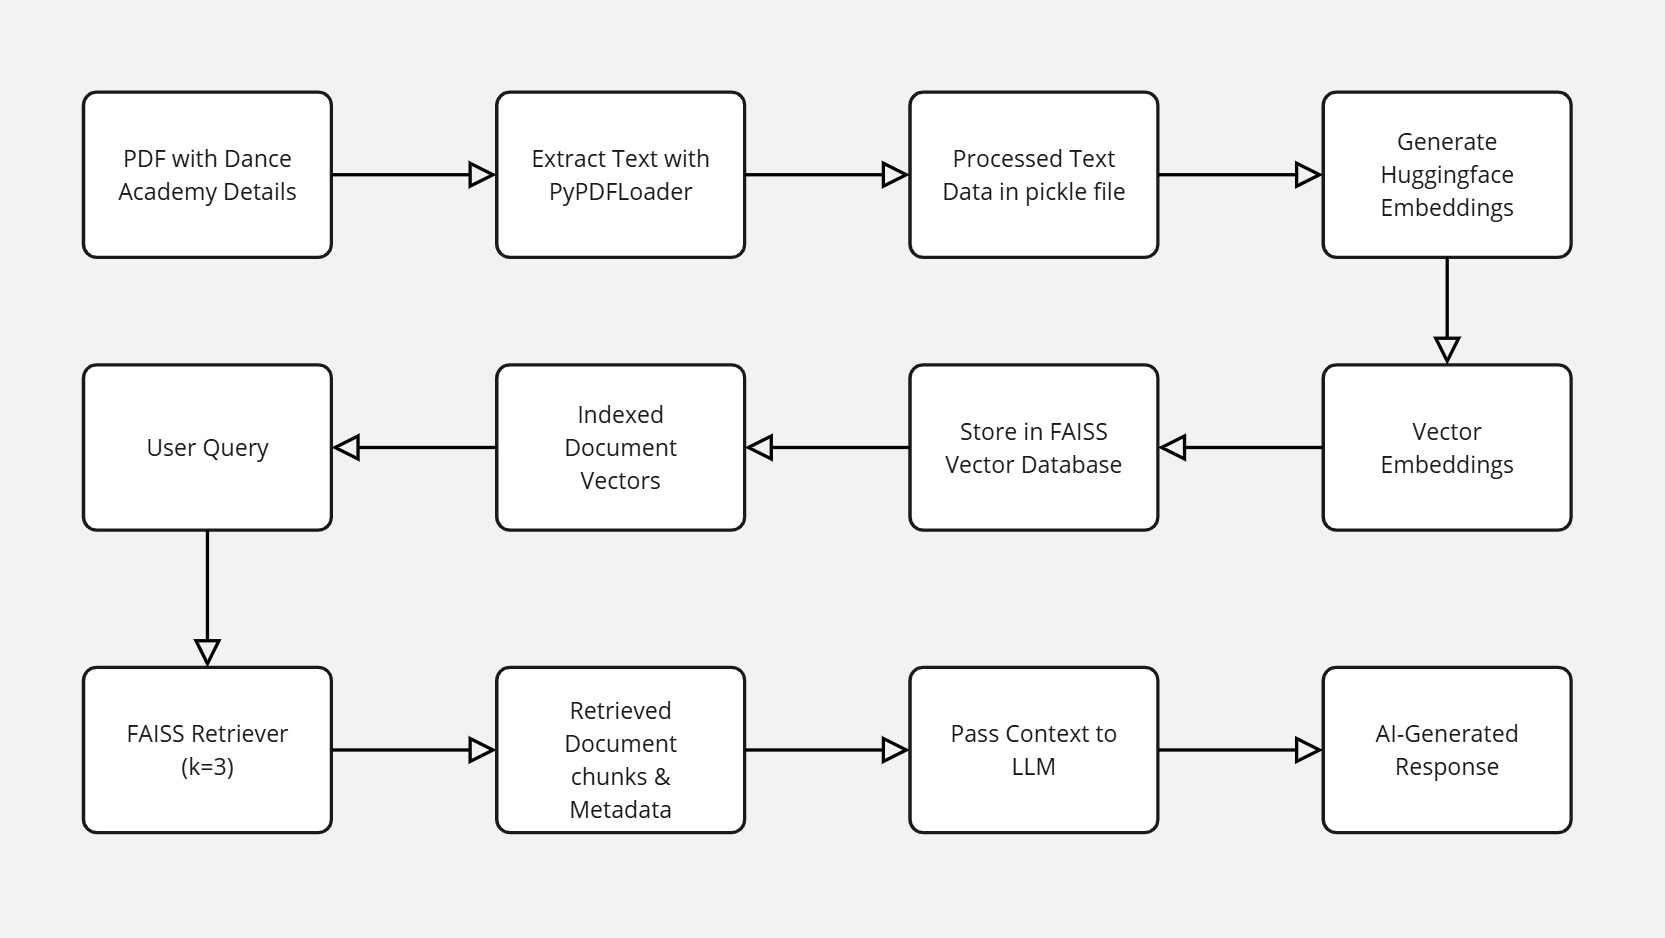 PDF with Dance
Academy Details
Extract Text with
PyPDFLoader
Processed Text
Data in pickle file
Generate
Huggingface
Embeddings
User Query
Indexed
Document
Vectors
Store in FAISS
Vector Database
Vector
Embeddings
FAISS Retriever
(k=3)
Retrieved
Document
chunks &
Metadata
Pass Context to
LLM
AI-Generated
Response